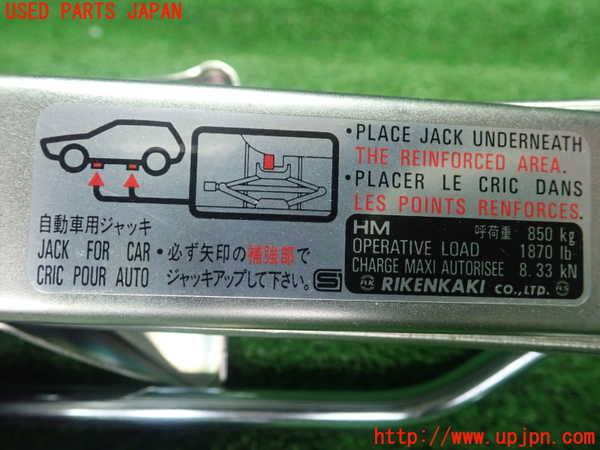 USED PARTS JAPAN
・PLACE JACK UNDERNEATH
THE REINFORCED AREA.
・PLACER LE CRIC DANS
LES POINTS RENFORCES.
自動車用ジャッキ
JACK FOR CAR
CRIC POUR AUTO
・必ず矢印の補強部で
ジャッキアップして下さい。
HM 呼荷重 850 kg
OPERATIVE LOAD 1870 lb
CHARGE MAXI AUTORISEE 8.33 kN
RIKENKAKI CO.,LTD.
http://www.upjpn.com/